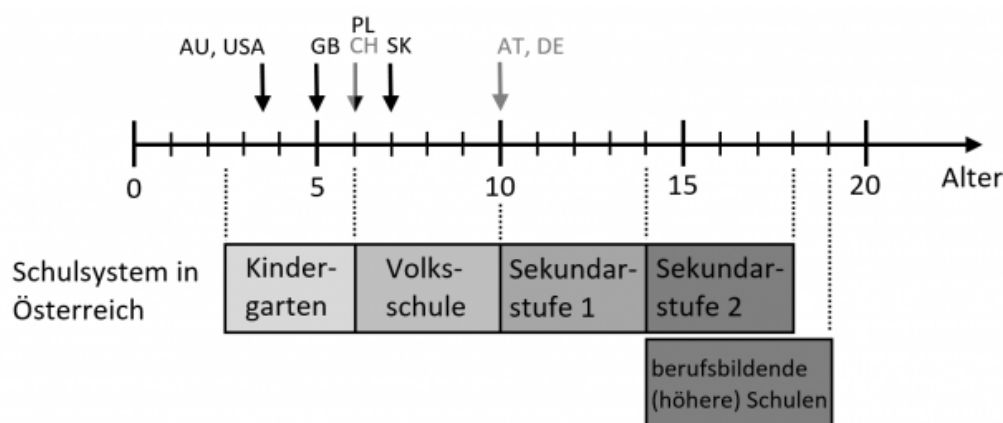 PL
AU, USA GB CH SK AT, DE
0 5 10 15 20 Alter
Schulsystem in
Österreich
Kinder-
garten
Volks-
schule
Sekundar-
stufe 1
Sekundar-
stufe 2
berufsbildende
(höhere) Schulen